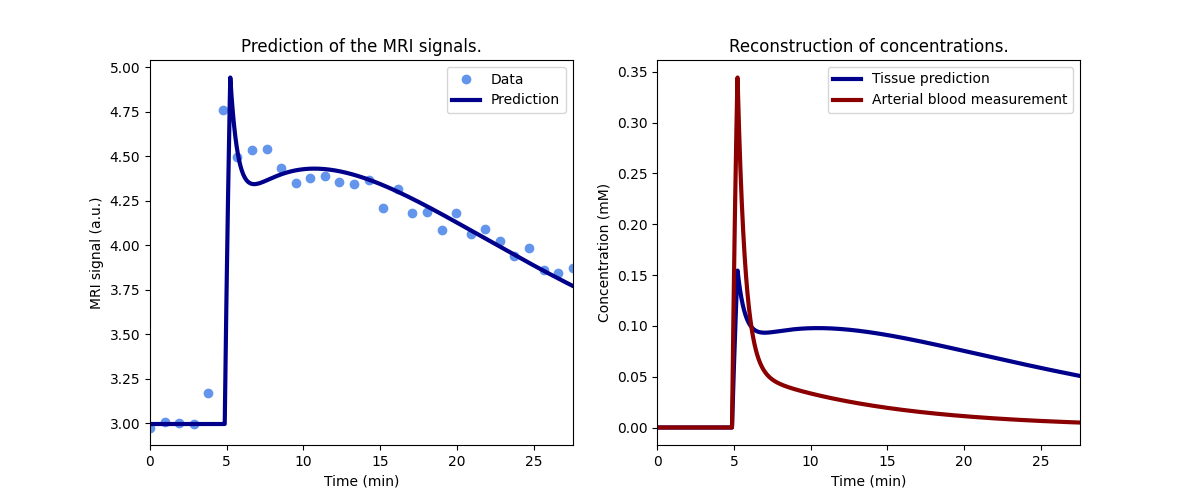 Prediction of the MRI signals.
5.00
4.75
4.50
4.25
4.00
3.75
3.50
3.25
3.00
MRI signal (a.u.)
0
5
10
15
20
25
Time (min)
Data
Prediction
Reconstruction of concentrations.
0.35
0.30
0.25
0.20
0.15
0.10
0.05
0.00
Concentration (mM)
0
5
10
15
20
25
Time (min)
Tissue prediction
Arterial blood measurement